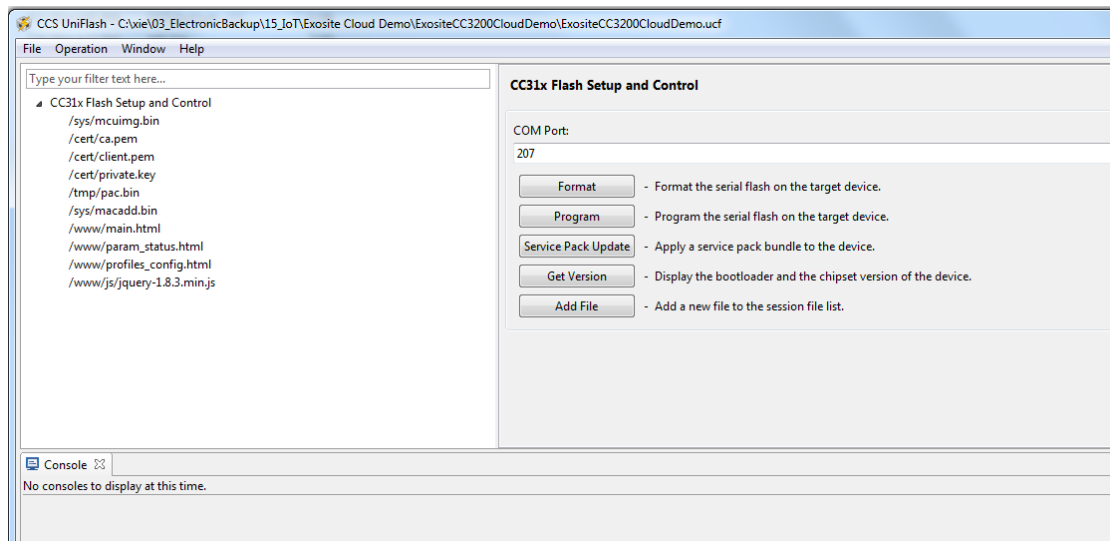 CCS UniFlash - C:\xie\03_ElectronicBackup\15_IoT\Exosite Cloud Demo\ExositeCC3200CloudDemo\ExositeCC3200CloudDemo.ucf
File Operation Window Help
Type your filter text here...
CC31x Flash Setup and Control
/sys/mcuimg.bin
/cert/ca.pem
/cert/client.pem
/cert/private.key
/tmp/pac.bin
/sys/macadd.bin
/www/main.html
/www/param_status.html
/www/profiles_config.html
/www/js/jquery-1.8.3.min.js
CC31x Flash Setup and Control
COM Port:
207
Format - Format the serial flash on the target device.
Program - Program the serial flash on the target device.
Service Pack Update - Apply a service pack bundle to the device.
Get Version - Display the bootloader and the chipset version of the device.
Add File - Add a new file to the session file list.
Console
No consoles to display at this time.